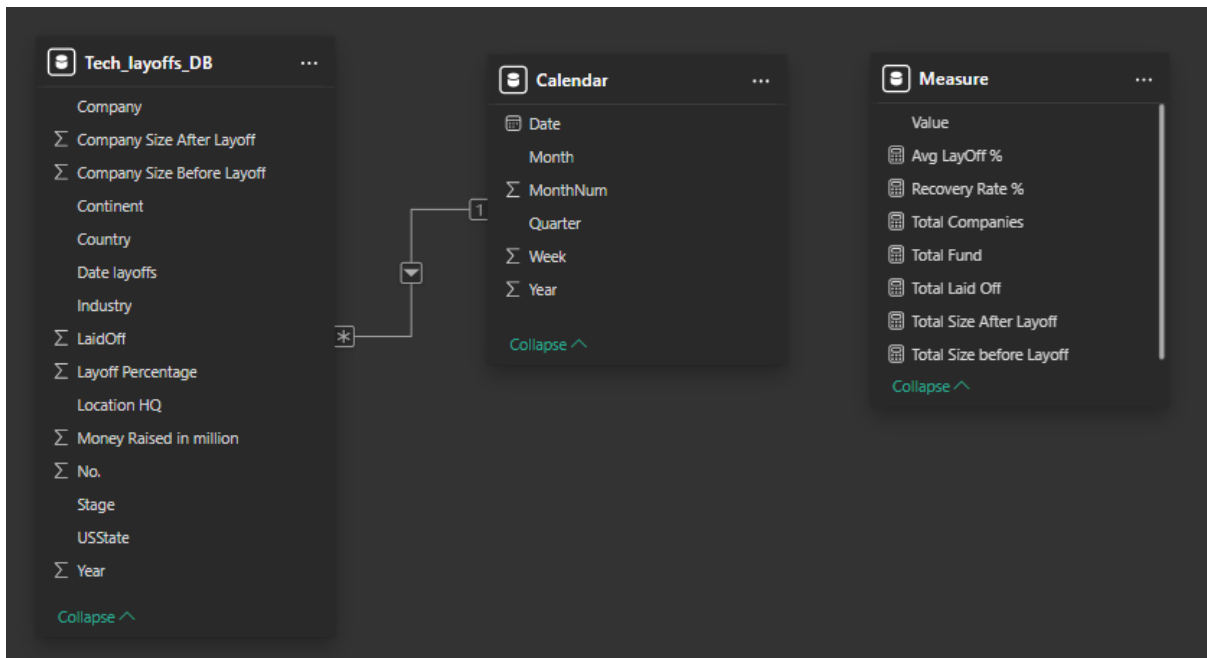 Tech_layoffs_DB
Company
Company Size After Layoff
Company Size Before Layoff
Continent
Country
Date layoffs
Industry
LaidOff
Layoff Percentage
Location HQ
Money Raised in million
No.
Stage
USState
Year
Collapse
*
1
Calendar
Date
Month
MonthNum
Quarter
Week
Year
Collapse
Measure
Value
Avg LayOff %
Recovery Rate %
Total Companies
Total Fund
Total Laid Off
Total Size After Layoff
Total Size before Layoff
Collapse